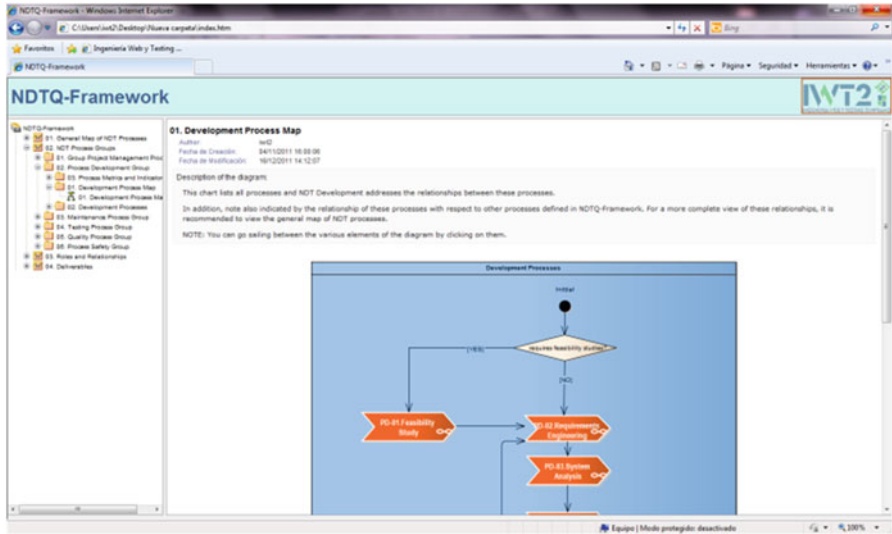 NDTQ-Framework - Windows Internet Explorer
C:\Users\iwt2\Desktop\Nueva carpeta\index.htm
Bing
Favoritos
Ingeniería Web y Testing ...
NDTQ-Framework
Página
Seguridad
Herramientas
NDTQ-Framework
IWT2
NDTQ-Framework
01. General Map of NDT Processes
02. NDT Process Groups
01. Group Project Management Proc
02. Process Development Group
03. Process Metrics and Indicator
01. Development Process Map
01. Development Process Ma
02. Development Processes
03. Maintenance Process Group
04. Testing Process Group
05. Quality Process Group
06. Process Safety Group
03. Roles and Relationships
04. Deliverables
01. Development Process Map
Author: iwt2
Fecha de Creación: 04/11/2011 16:08:06
Fecha de Modificación: 16/12/2011 14:12:07
Description of the diagram:
This chart lists all processes and NDT Development addresses the relationships between these processes.
In addition, note also indicated by the relationship of these processes with respect to other processes defined in NDTQ-Framework. For a more complete view of these relationships, it is
recommended to view the general map of NDT processes.
NOTE: You can go sailing between the various elements of the diagram by clicking on them.
Development Processes
Initial
requires feasibility studies?
[YES]
[NO]
PD-01.Feasibility
Study
PD-02.Requirements
Engineering
PD-03.System
Analysis
Equipo | Modo protegido: desactivado
100%